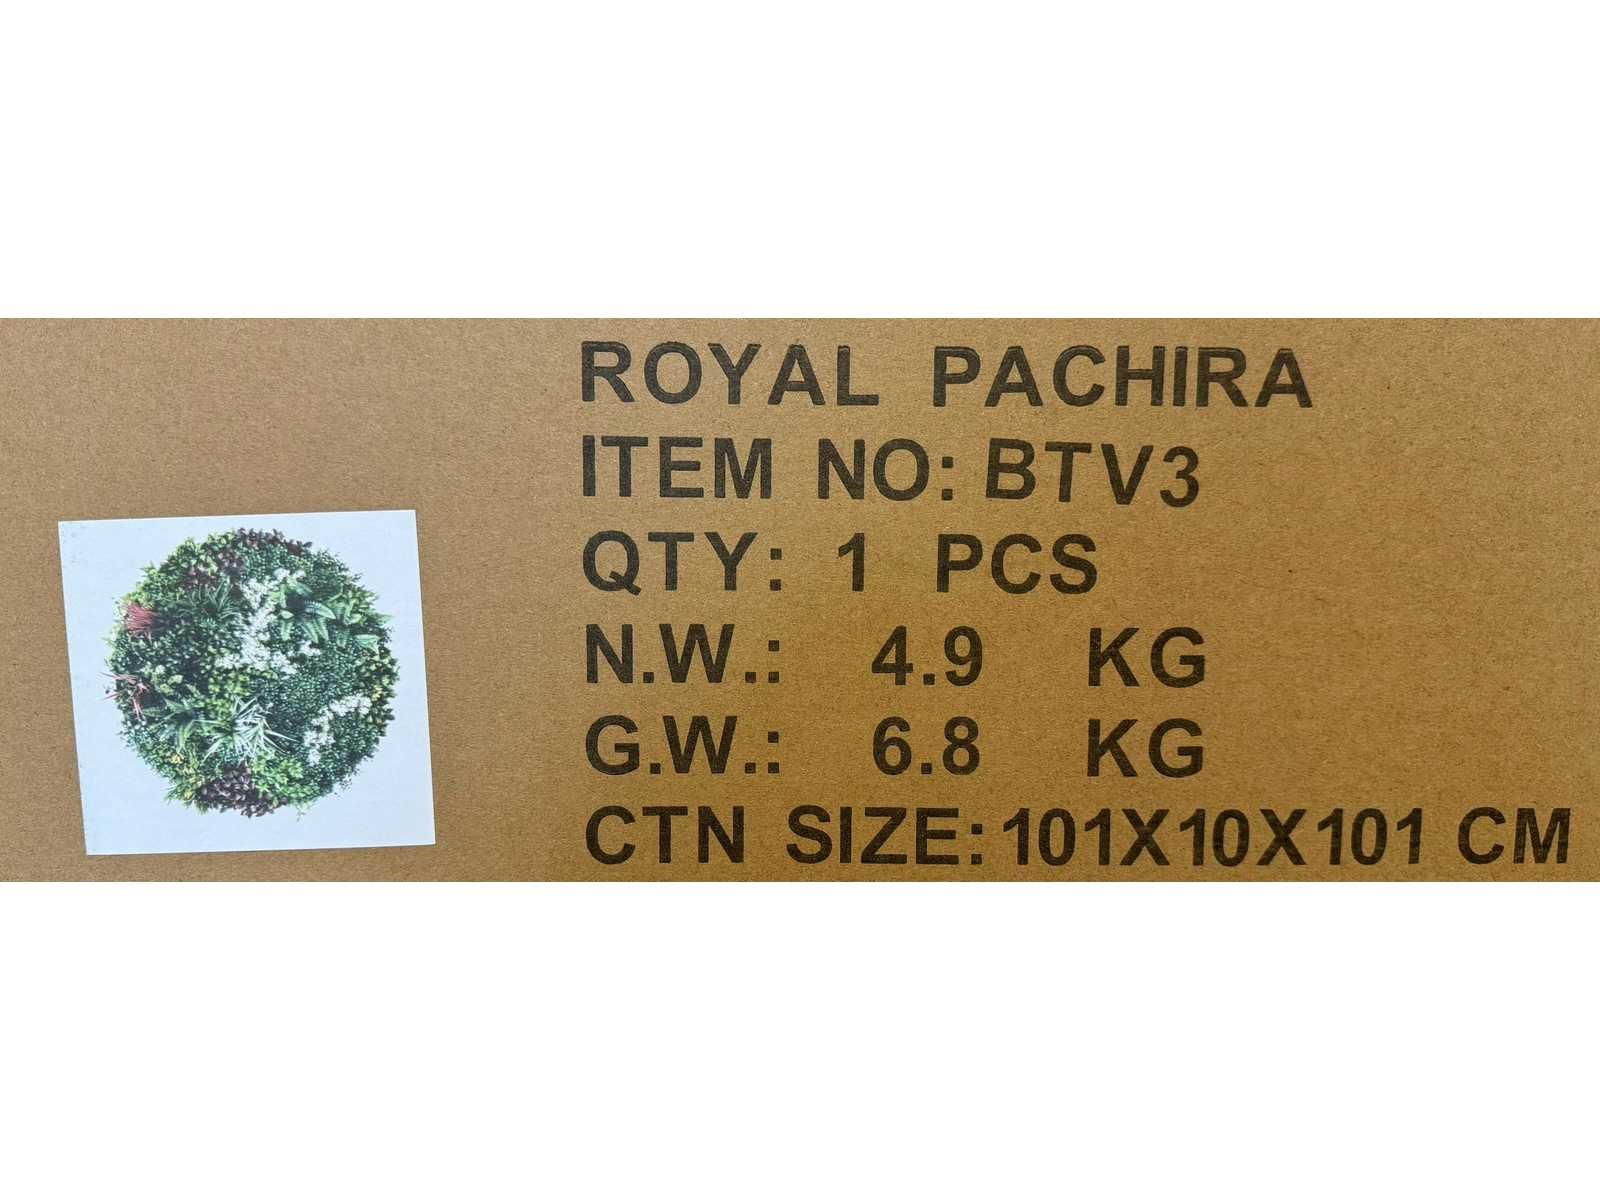 ROYAL PACHIRA
ITEM NO: BTV3
QTY: 1 PCS
N.W.: 4.9 KG
G.W.: 6.8 KG
CTN SIZE: 101X10X101 CM